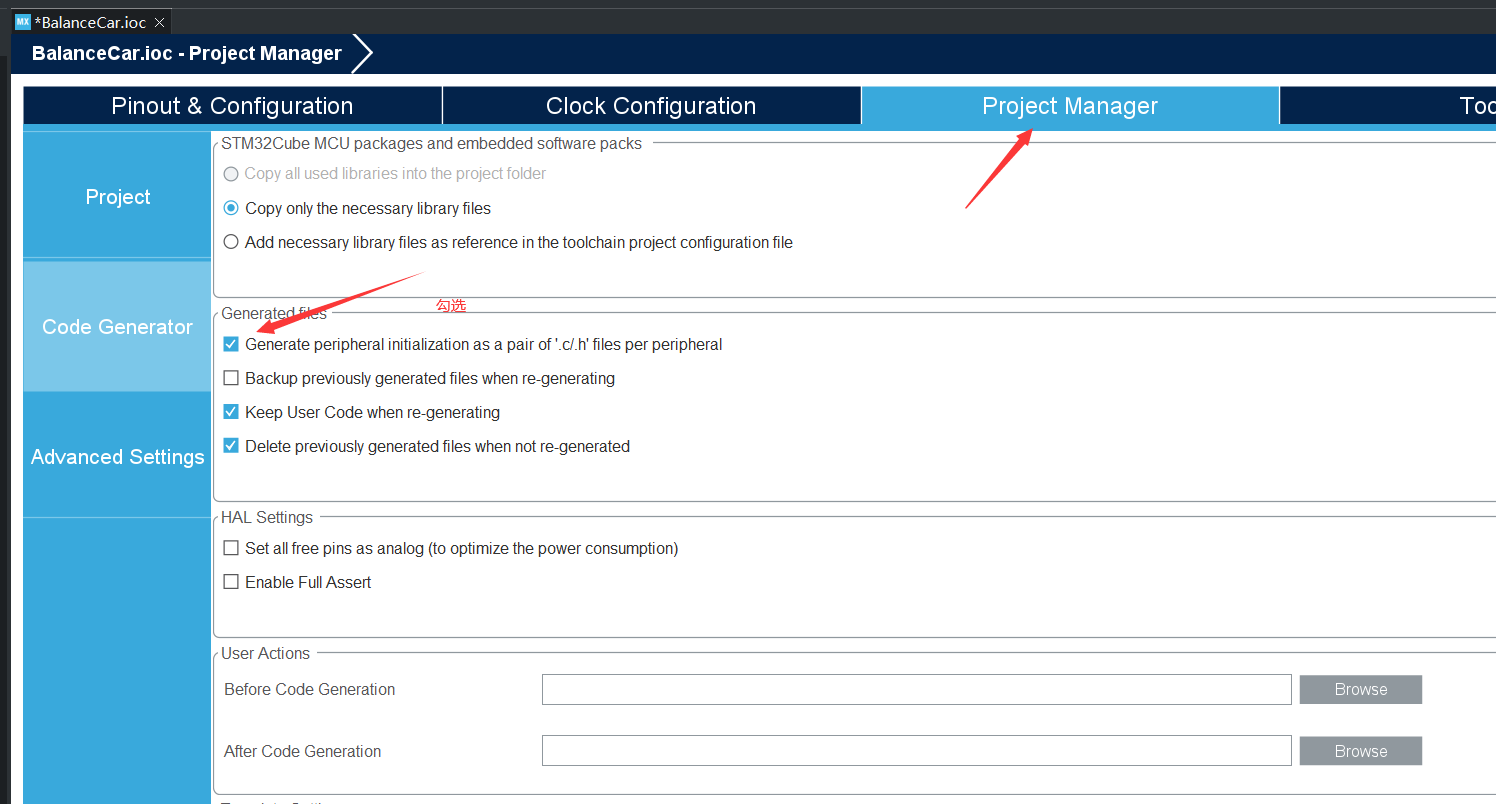 MX *BalanceCar.ioc
BalanceCar.ioc - Project Manager
Pinout & Configuration
Clock Configuration
Project Manager
Project
Code Generator
Advanced Settings
STM32Cube MCU packages and embedded software packs
Copy all used libraries into the project folder
Copy only the necessary library files
Add necessary library files as reference in the toolchain project configuration file
勾选
Generated files
Generate peripheral initialization as a pair of '.c/.h' files per peripheral
Backup previously generated files when re-generating
Keep User Code when re-generating
Delete previously generated files when not re-generated
HAL Settings
Set all free pins as analog (to optimize the power consumption)
Enable Full Assert
User Actions
Before Code Generation
Browse
After Code Generation
Browse